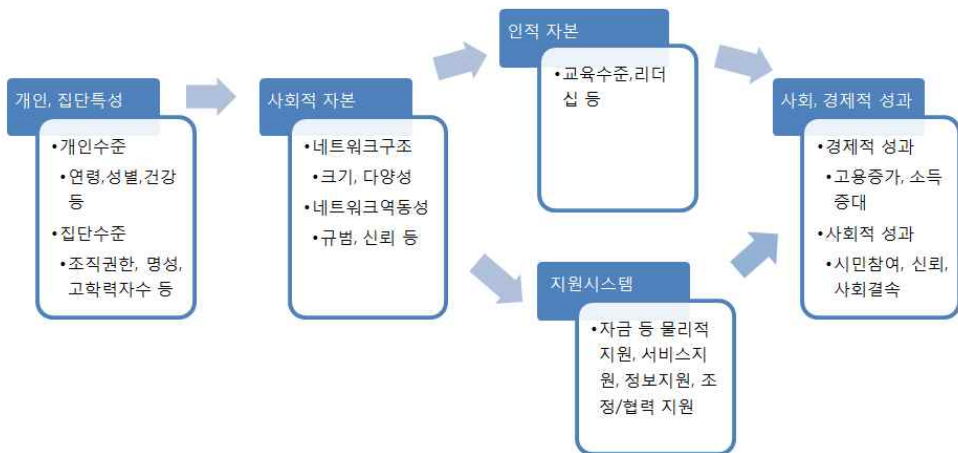 개인, 집단특성
•개인수준
•연령,성별,건강
등
•집단수준
•조직권한, 명성,
고학력자수 등
사회적 자본
•네트워크구조
•크기, 다양성
•네트워크역동성
•규범, 신뢰 등
인적 자본
•교육수준,리더
십 등
지원시스템
•자금 등 물리적
지원, 서비스지
원, 정보지원, 조
정/협력 지원
사회, 경제적 성과
•경제적 성과
•고용증가, 소득
증대
•사회적 성과
•시민참여, 신뢰,
사회결속